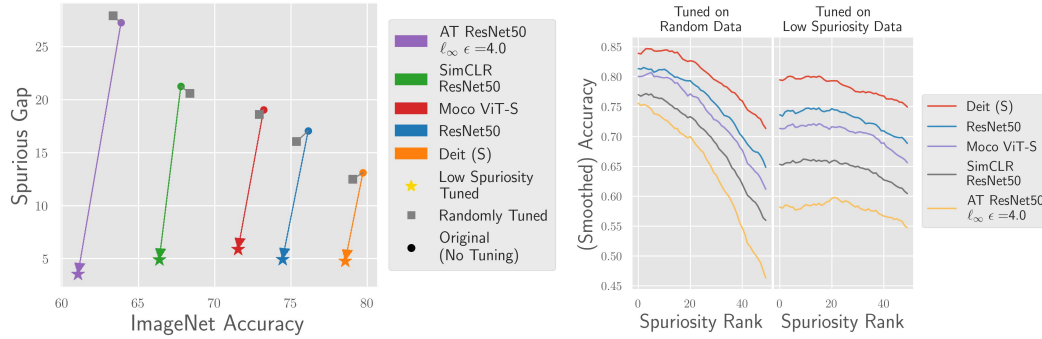 Spurious Gap
25
20
15
10
5
60
65
70
75
80
ImageNet Accuracy
AT ResNet50
ℓ∞ ϵ =4.0
SimCLR
ResNet50
Moco ViT-S
ResNet50
Deit (S)
Low Spuriosity
Tuned
Randomly Tuned
Original
(No Tuning)
Tuned on
Random Data
Tuned on
Low Spuriosity Data
(Smoothed) Accuracy
0.85
0.80
0.75
0.70
0.65
0.60
0.55
0.50
0.45
0
20
40
0
20
40
Spuriosity Rank
Spuriosity Rank
Deit (S)
ResNet50
Moco ViT-S
SimCLR
ResNet50
AT ResNet50
ℓ∞ ϵ =4.0